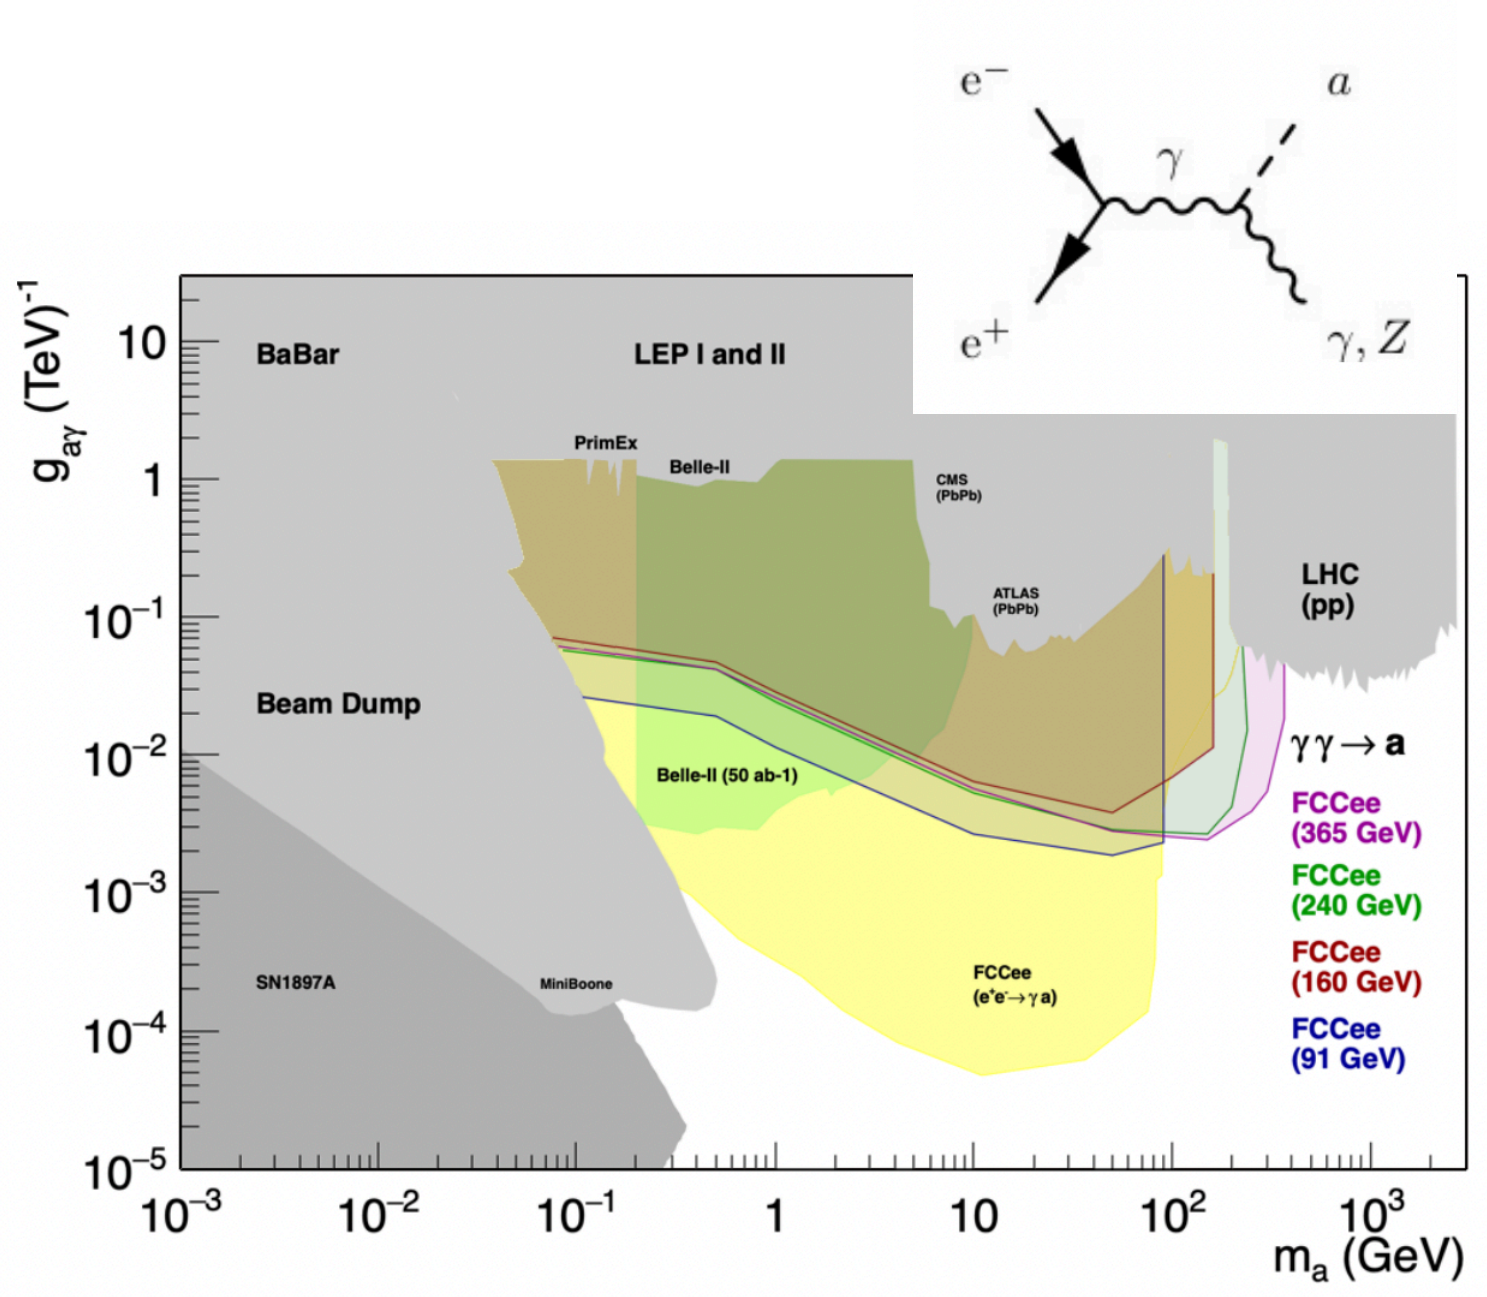 e⁻
a
γ
e⁺
γ, Z
g_aγ (TeV)⁻¹
10
1
10⁻¹
10⁻²
10⁻³
10⁻⁴
10⁻⁵
BaBar
LEP I and II
PrimEx
Belle-II
CMS
(PbPb)
ATLAS
(PbPb)
LHC
(pp)
Beam Dump
Belle-II (50 ab-1)
γγ → a
FCCee
(365 GeV)
FCCee
(240 GeV)
FCCee
(160 GeV)
FCCee
(91 GeV)
SN1897A
MiniBoone
FCCee
(e⁺e⁻→ γ a)
10⁻³
10⁻²
10⁻¹
1
10
10²
10³
m_a (GeV)